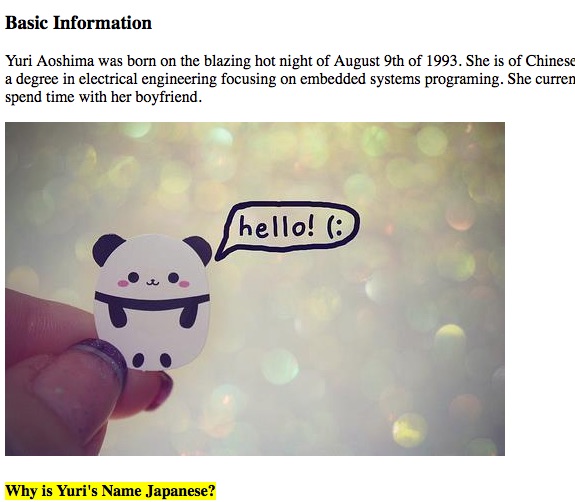 Basic Information
Yuri Aoshima was born on the blazing hot night of August 9th of 1993. She is of Chinese
a degree in electrical engineering focusing on embedded systems programing. She curren
spend time with her boyfriend.
hello! (:
Why is Yuri's Name Japanese?